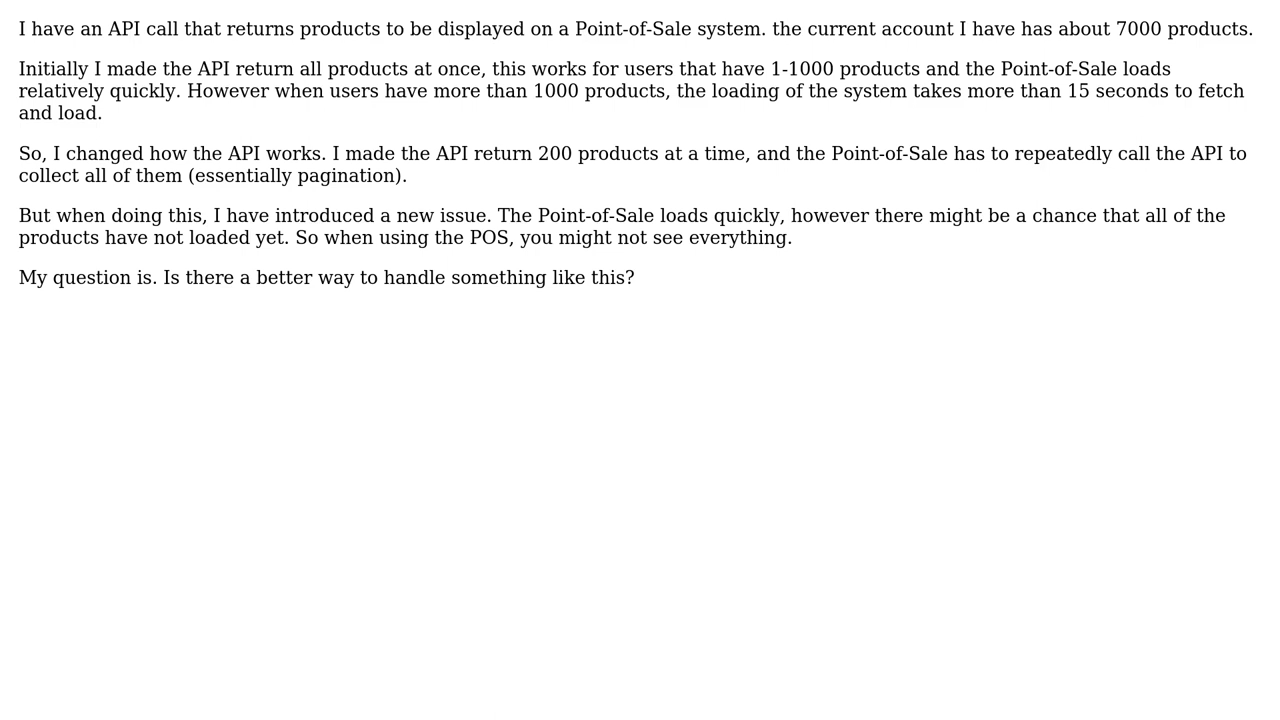 I have an API call that returns products to be displayed on a Point-of-Sale system. the current account I have has about 7000 products.
Initially I made the API return all products at once, this works for users that have 1-1000 products and the Point-of-Sale loads
relatively quickly. However when users have more than 1000 products, the loading of the system takes more than 15 seconds to fetch
and load.
So, I changed how the API works. I made the API return 200 products at a time, and the Point-of-Sale has to repeatedly call the API to
collect all of them (essentially pagination).
But when doing this, I have introduced a new issue. The Point-of-Sale loads quickly, however there might be a chance that all of the
products have not loaded yet. So when using the POS, you might not see everything.
My question is. Is there a better way to handle something like this?